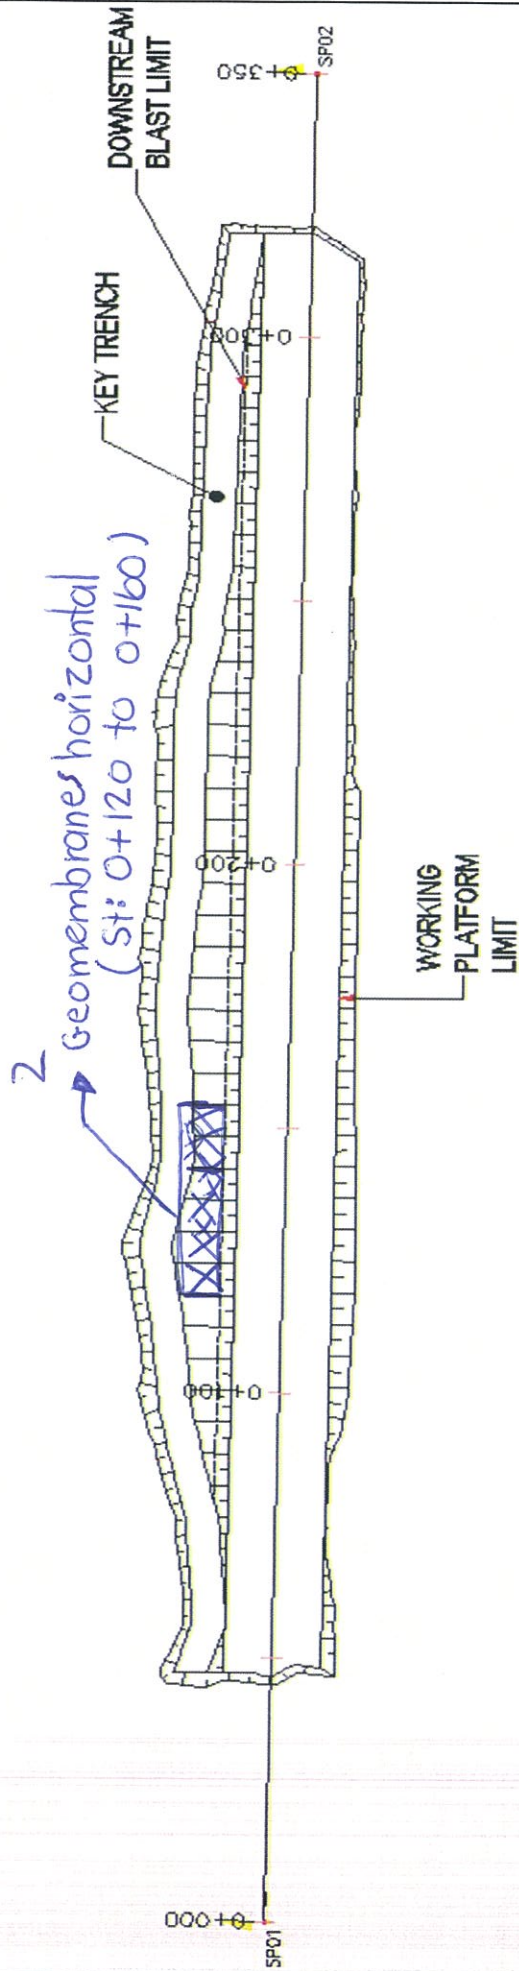 DOWNSTREAM
BLAST LIMIT
0+350
SP02
KEY TRENCH
0+300
2
Geomembranes horizontal
(St: 0+120 to 0+160)
0+200
WORKING
PLATFORM
LIMIT
0+100
0+000
SP01